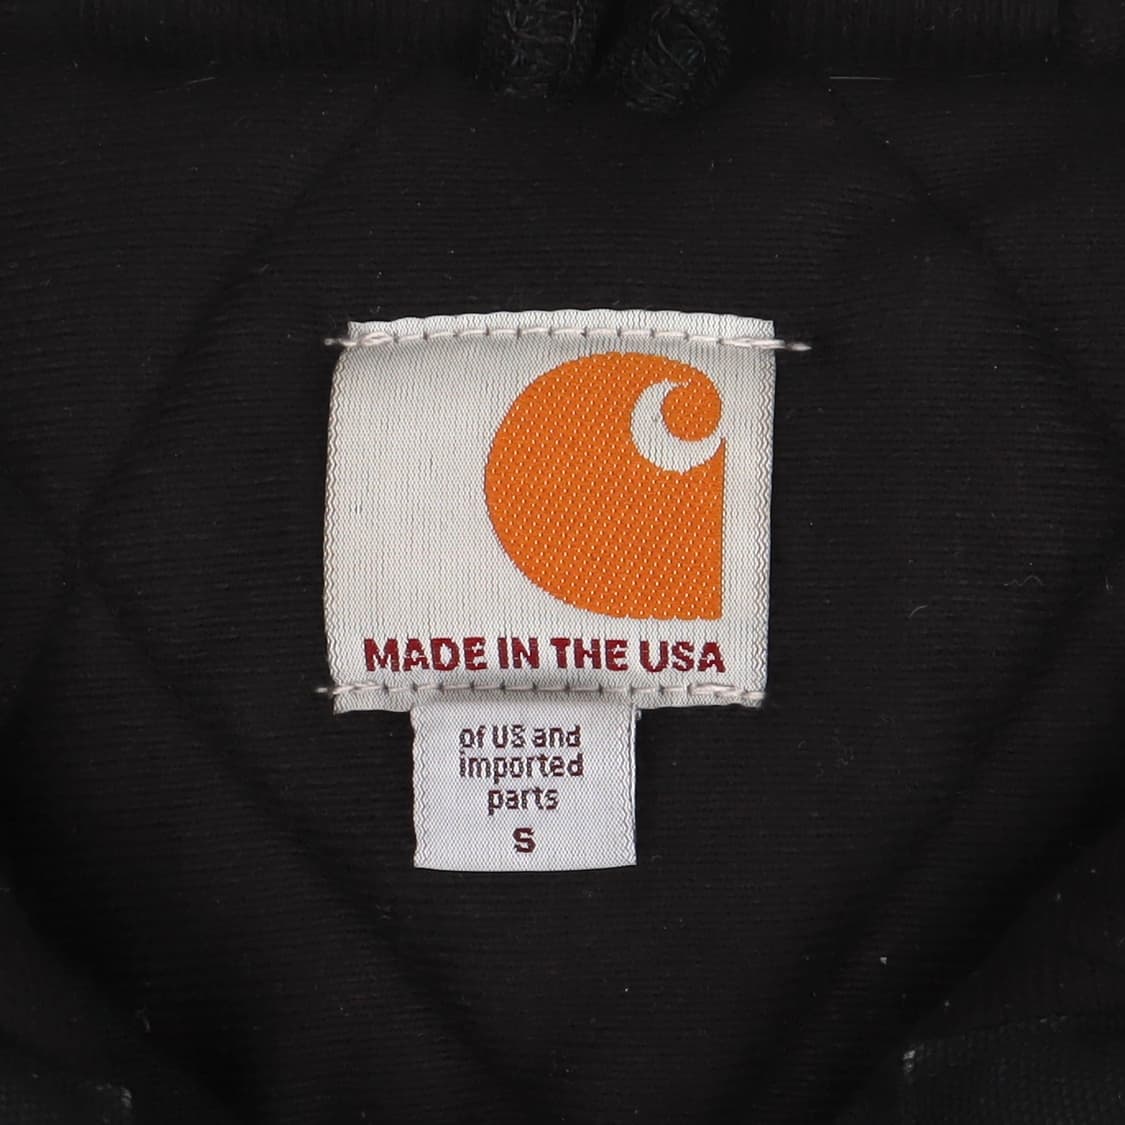 MADE IN THE USA
of US and
imported
parts
S